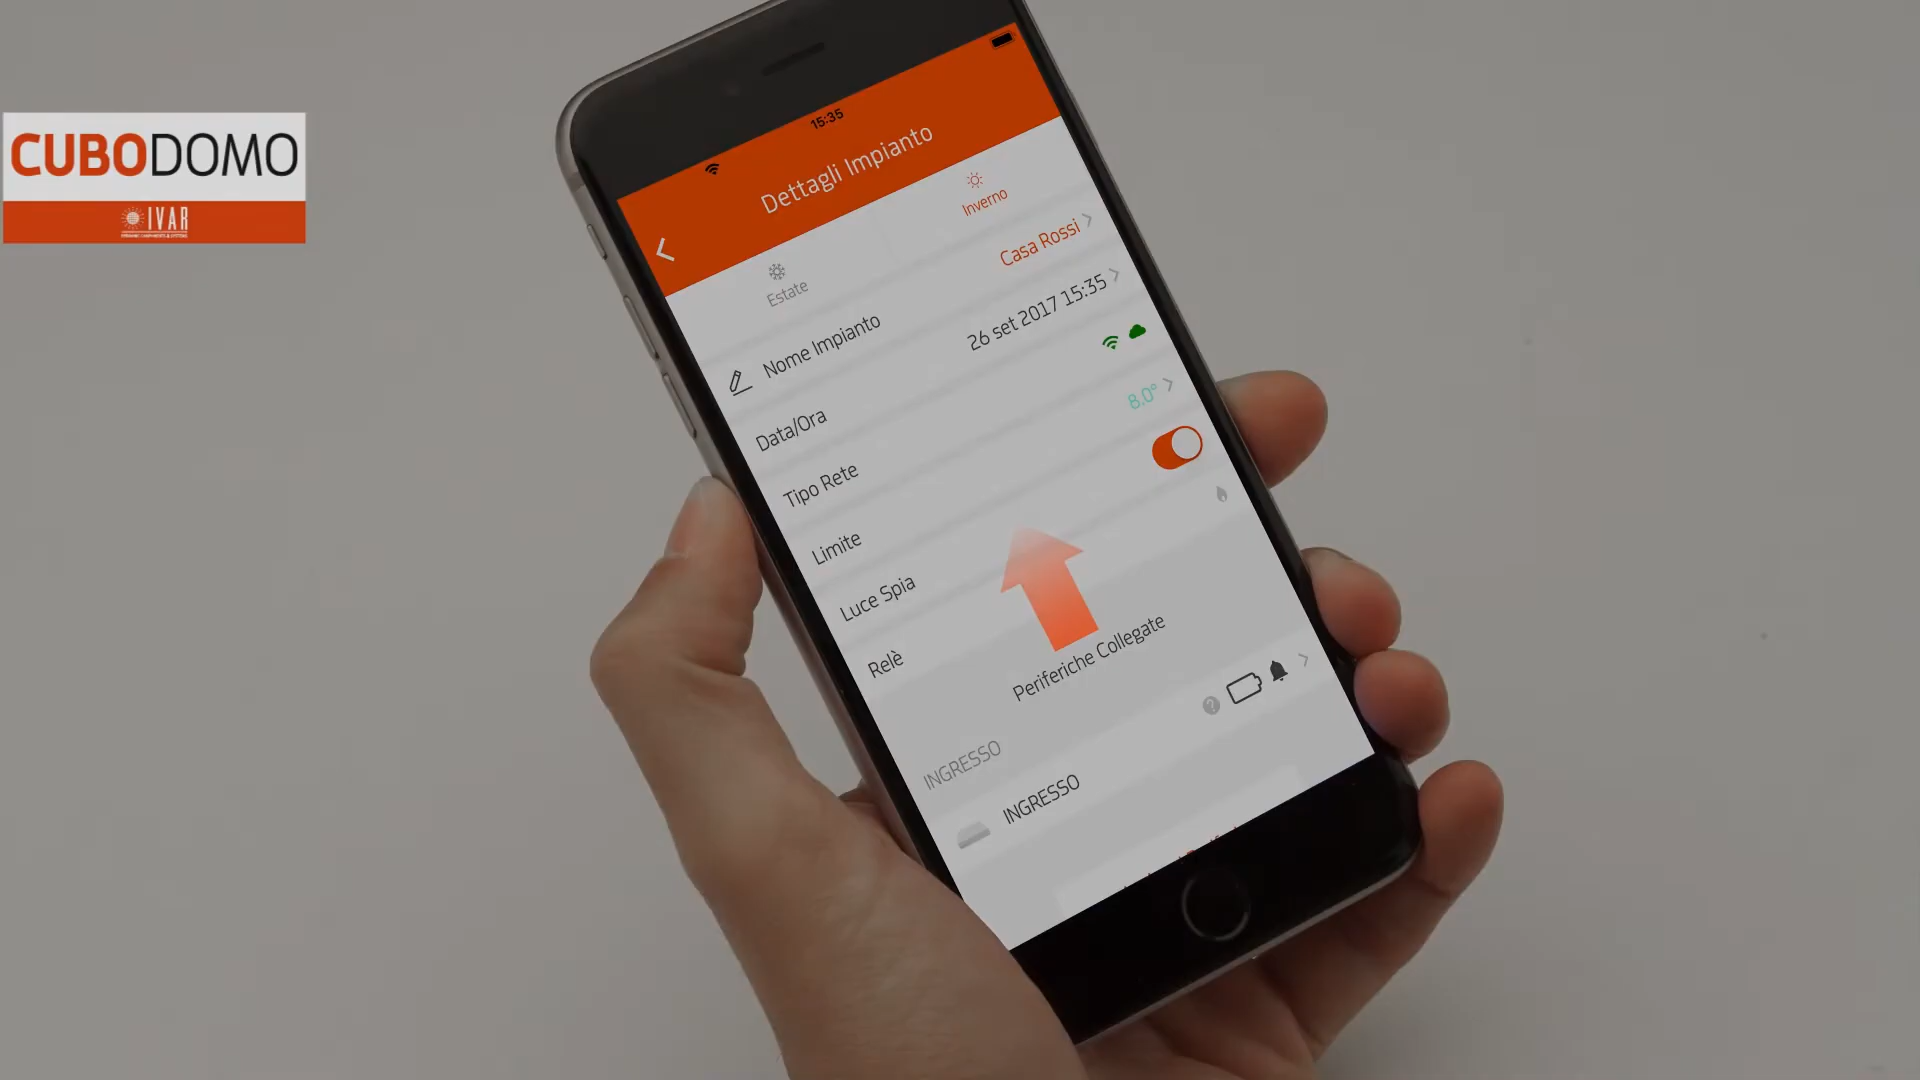 CUBODOMO
IVAR
15:35
Dettagli Impianto
Estate
Inverno
Nome Impianto
Casa Rossi
Data/Ora
26 set 2017 15:35
Tipo Rete
Limite
8.0°
Luce Spia
Relè
Periferiche Collegate
INGRESSO
INGRESSO